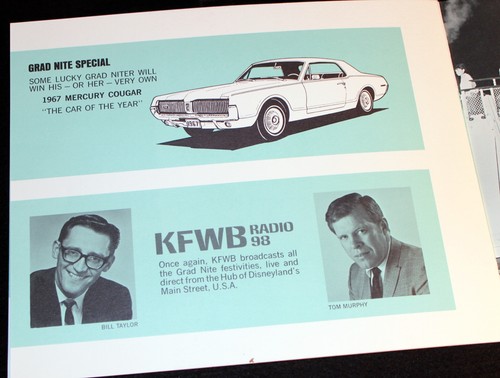 GRAD NITE SPECIAL
SOME LUCKY GRAD NITER WILL
WIN HIS – OR HER – VERY OWN
1967 MERCURY COUGAR
"THE CAR OF THE YEAR"
1967
KFWB RADIO 98
Once again, KFWB broadcasts all
the Grad Nite festivities, live and
direct from the Hub of Disneyland's
Main Street, U.S.A.
BILL TAYLOR
TOM MURPHY